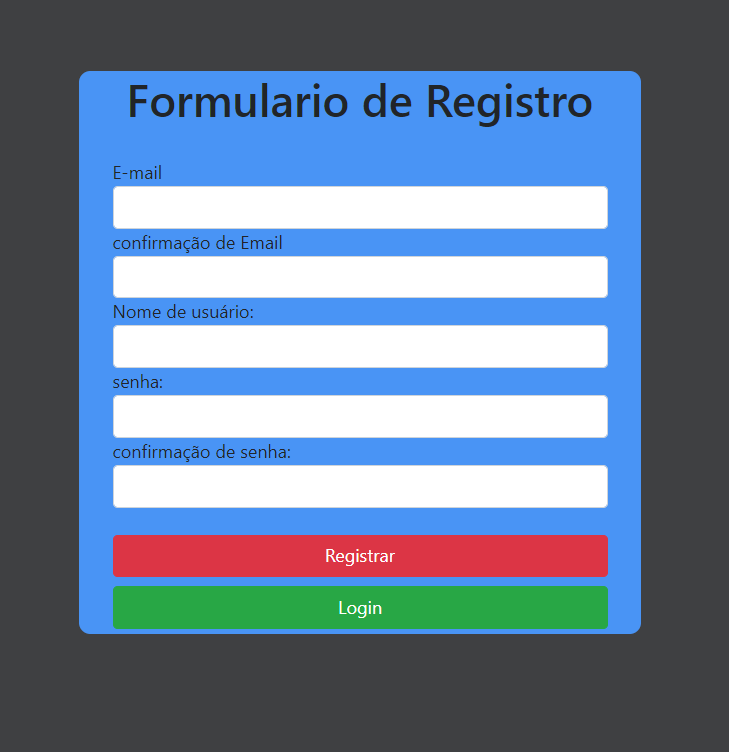 Formulario de Registro
E-mail
confirmação de Email
Nome de usuário:
senha:
confirmação de senha:
Registrar
Login